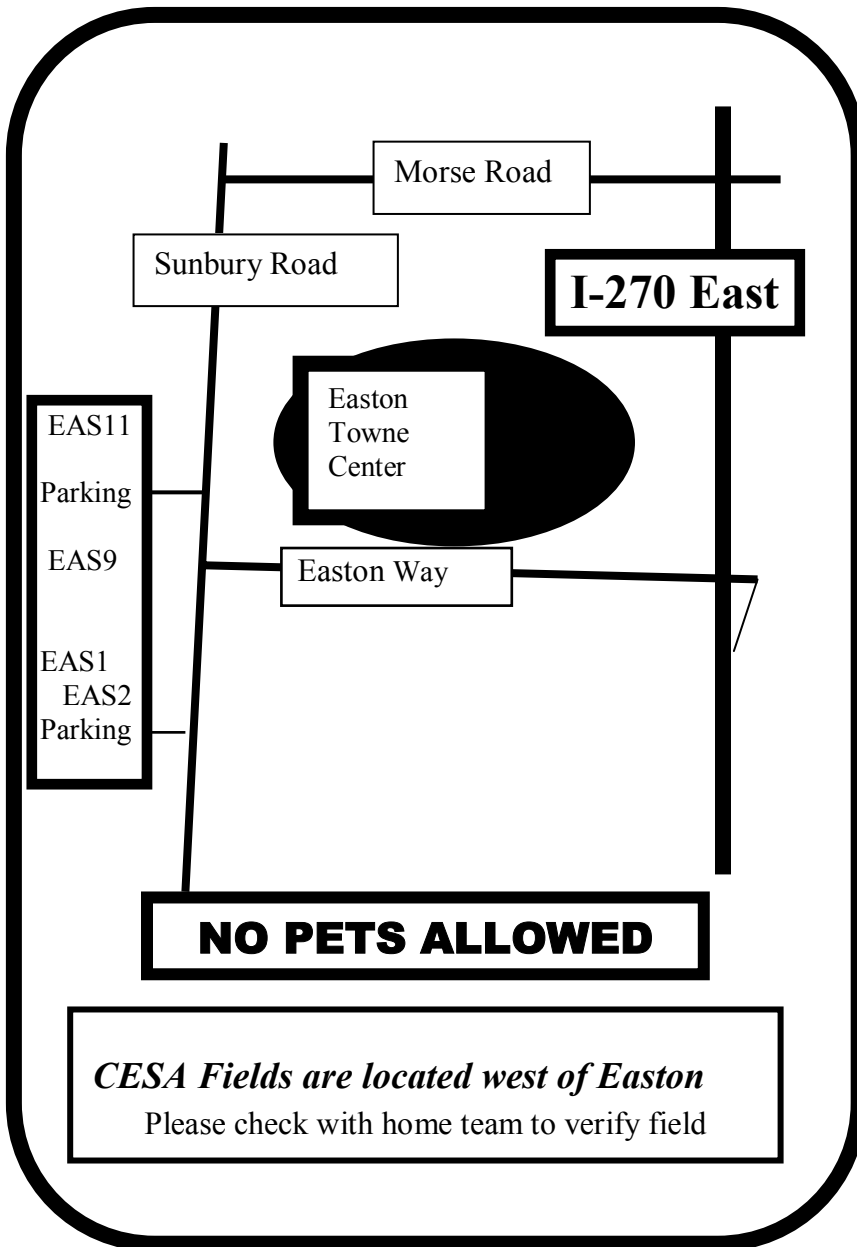 Morse Road
Sunbury Road
I-270 East
Easton
Towne
Center
EAS11
Parking
EAS9
Easton Way
EAS1
EAS2
Parking
NO PETS ALLOWED
CESA Fields are located west of Easton
Please check with home team to verify field